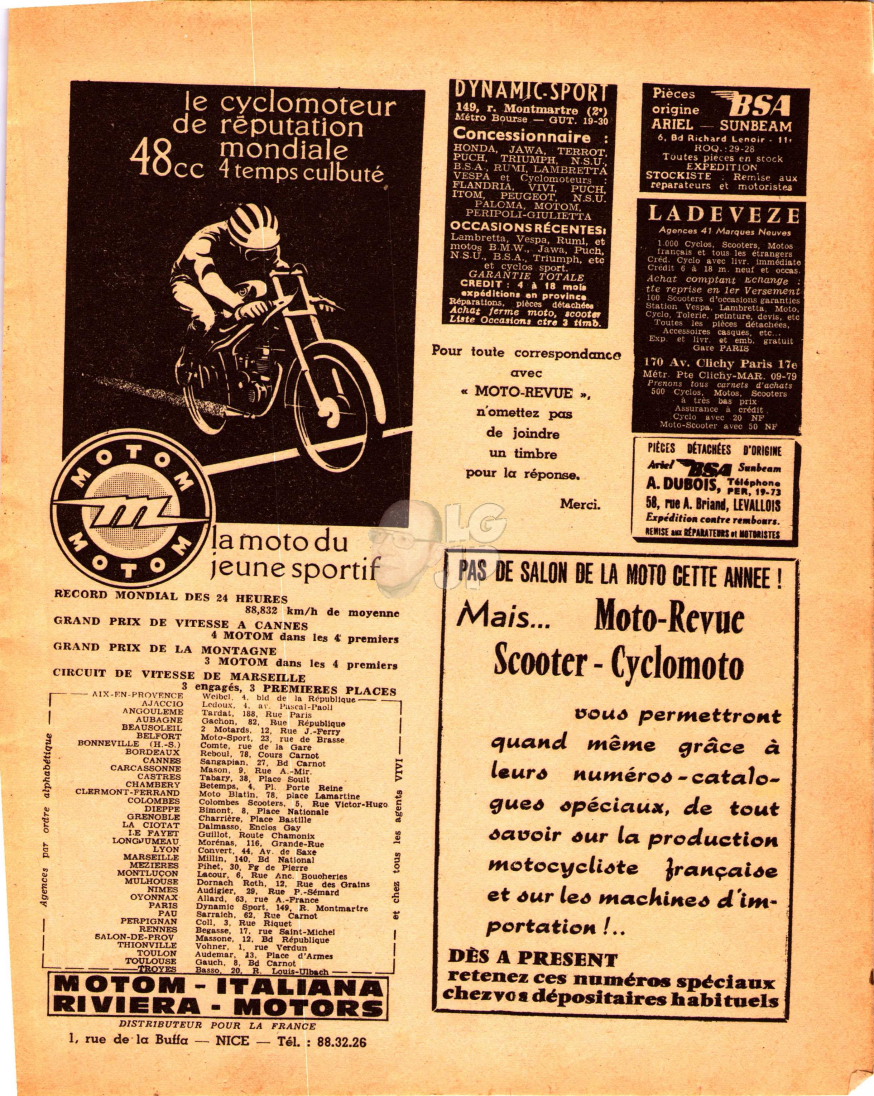 le cyclomoteur
de réputation
mondiale
48cc 4 temps culbuté
MOTOM
MOTOM
la moto du
jeune sportif
RECORD MONDIAL DES 24 HEURES
88,832 km/h de moyenne
GRAND PRIX DE VITESSE A CANNES
4 MOTOM dans les 4 premiers
GRAND PRIX DE LA MONTAGNE
3 MOTOM dans les 4 premiers
CIRCUIT DE VITESSE DE MARSEILLE
3 engagés, 3 PREMIERES PLACES
Agences par ordre alphabétique
AIX-EN-PROVENCE Weibel, 4, bld de la République
AJACCIO Ledoux, 4, av. Pascal-Paoli
ANGOULEME Tardat, 188, Rue Paris
AUBAGNE Gachon, 82, Rue République
BEAUSOLEIL 2 Motards, 12, Rue J.-Ferry
BELFORT Moto-Sport, 23, rue de Brasse
BONNEVILLE (H.-S.) Comte, rue de la Gare
BORDEAUX Reboul, 78, Cours Carnot
CANNES Sangapian, 27, Bd Carnot
CARCASSONNE Mason, 9, Rue A.-Mir.
CASTRES Tabary, 38, Place Soult
CHAMBERY Betemps, 4, Pl. Porte Reine
CLERMONT-FERRAND Moto Blatin, 78, place Lamartine
COLOMBES Colombes Scooters, 5, Rue Victor-Hugo
DIEPPE Bimont, 8, Place Nationale
GRENOBLE Charrière, Place Bastille
LA CIOTAT Dalmasso, Enclos Gay
LE FAYET Guillot, Route Chamonix
LONGJUMEAU Morénas, 116, Grande-Rue
LYON Convert, 44, Av. de Saxe
MARSEILLE Millin, 140, Bd National
MEZIERES Pihet, 30, Fg de Pierre
MONTLUÇON Lacour, 6, Rue Anc. Boucheries
MULHOUSE Dornach Roth, 12, Rue des Grains
NIMES Audigier, 29, Rue P.-Sémard
OYONNAX Allard, 63, rue A.-France
PARIS Dynamic Sport, 149, R. Montmartre
PAU Sarraich, 62, Rue Carnot
PERPIGNAN Coll, 3, Rue Riquet
RENNES Begasse, 17, rue Saint-Michel
SALON-DE-PROV Massone, 12, Bd République
THIONVILLE Vohner, 1, rue Verdun
TOULON Audemar, 13, Place d'Armes
TOULOUSE Gauch, 8, Bd Carnot
TROYES Basso, 20, R. Louis-Ulbach
et chez tous les agents VIVI
MOTOM - ITALIANA
RIVIERA - MOTORS
DISTRIBUTEUR POUR LA FRANCE
1, rue de la Buffa — NICE — Tél. : 88.32.26
DYNAMIC-SPORT
149, r. Montmartre (2e)
Métro Bourse — GUT. 19-30
Concessionnaire :
HONDA, JAWA, TERROT,
PUCH, TRIUMPH, N.S.U.
B.S.A., RUMI, LAMBRETTA
VESPA et Cyclomoteurs :
FLANDRIA, VIVI, PUCH,
ITOM, PEUGEOT, N.S.U.
PALOMA, MOTOM,
PERIPOLI-GIULIETTA
OCCASIONS RÉCENTES:
Lambretta, Vespa, Rumi, et
motos B.M.W., Jawa, Puch,
N.S.U., B.S.A., Triumph, etc
et cyclos sport.
GARANTIE TOTALE
CREDIT : 4 à 18 mois
expéditions en province
Réparations, pièces détachées
Achat ferme moto, scooter
Liste Occasions ctre 3 timb.
Pour toute correspondance
avec
« MOTO-REVUE »,
n'omettez pas
de joindre
un timbre
pour la réponse.
Merci.
Pièces
origine BSA
ARIEL — SUNBEAM
6, Bd Richard Lenoir - 11e
ROQ.: 29-28
Toutes pièces en stock
EXPEDITION
STOCKISTE : Remise aux
reparateurs et motoristes
LADEVEZE
Agences 41 Marques Neuves
1.000 Cyclos, Scooters, Motos
français et tous les étrangers
Créd. Cyclo avec livr. immédiate
Crédit 6 à 18 m. neuf et occas.
Achat comptant Echange :
tte reprise en 1er Versement
100 Scooters d'occasions garanties
Station Vespa, Lambretta, Moto,
Cyclo, Tolerie, peinture, devis, etc
Toutes les pièces détachées,
Accessoires casques, etc...
Exp. et livr. et emb. gratuit
Gare PARIS
170 Av. Clichy Paris 17e
Métr. Pte Clichy-MAR. 09-79
Prenons tous carnets d'achats
500 Cyclos, Motos, Scooters
à très bas prix
Assurance à crédit
Cyclo avec 20 NF
Moto-Scooter avec 50 NF
PIÈCES DÉTACHÉES D'ORIGINE
Ariel BSA Sunbeam
A. DUBOIS, Téléphone
PER. 19-73
58, rue A. Briand, LEVALLOIS
Expédition contre rembours.
REMISE aux RÉPARATEURS et MOTORISTES
LG
JP
PAS DE SALON DE LA MOTO CETTE ANNEE !
Mais... Moto-Revue
Scooter - Cyclomoto
vous permettront
quand même grâce à
leurs numéros-catalo-
gues spéciaux, de tout
savoir sur la production
motocycliste française
et sur les machines d'im-
portation !..
DÈS A PRESENT
retenez ces numéros spéciaux
chez vos dépositaires habituels